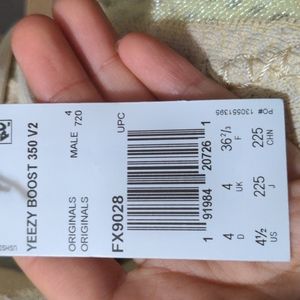 YEEZY BOOST 350 V2
ORIGINALS MALE 4
ORIGINALS 720
FX9028 UPC
1 91984 20726 1
4 4 36⅔ 225
D UK F CHN
4½ 225
US J
PO# 130551395